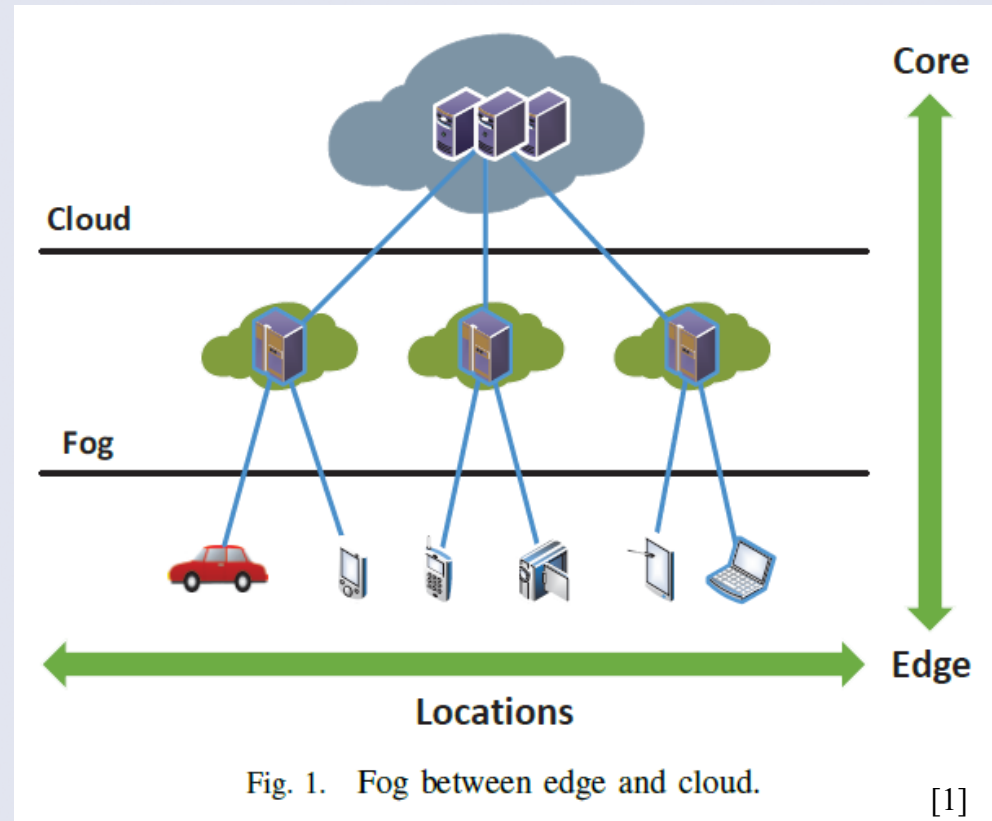 Core
Cloud
Fog
Edge
Locations
Fig. 1. Fog between edge and cloud.
[1]